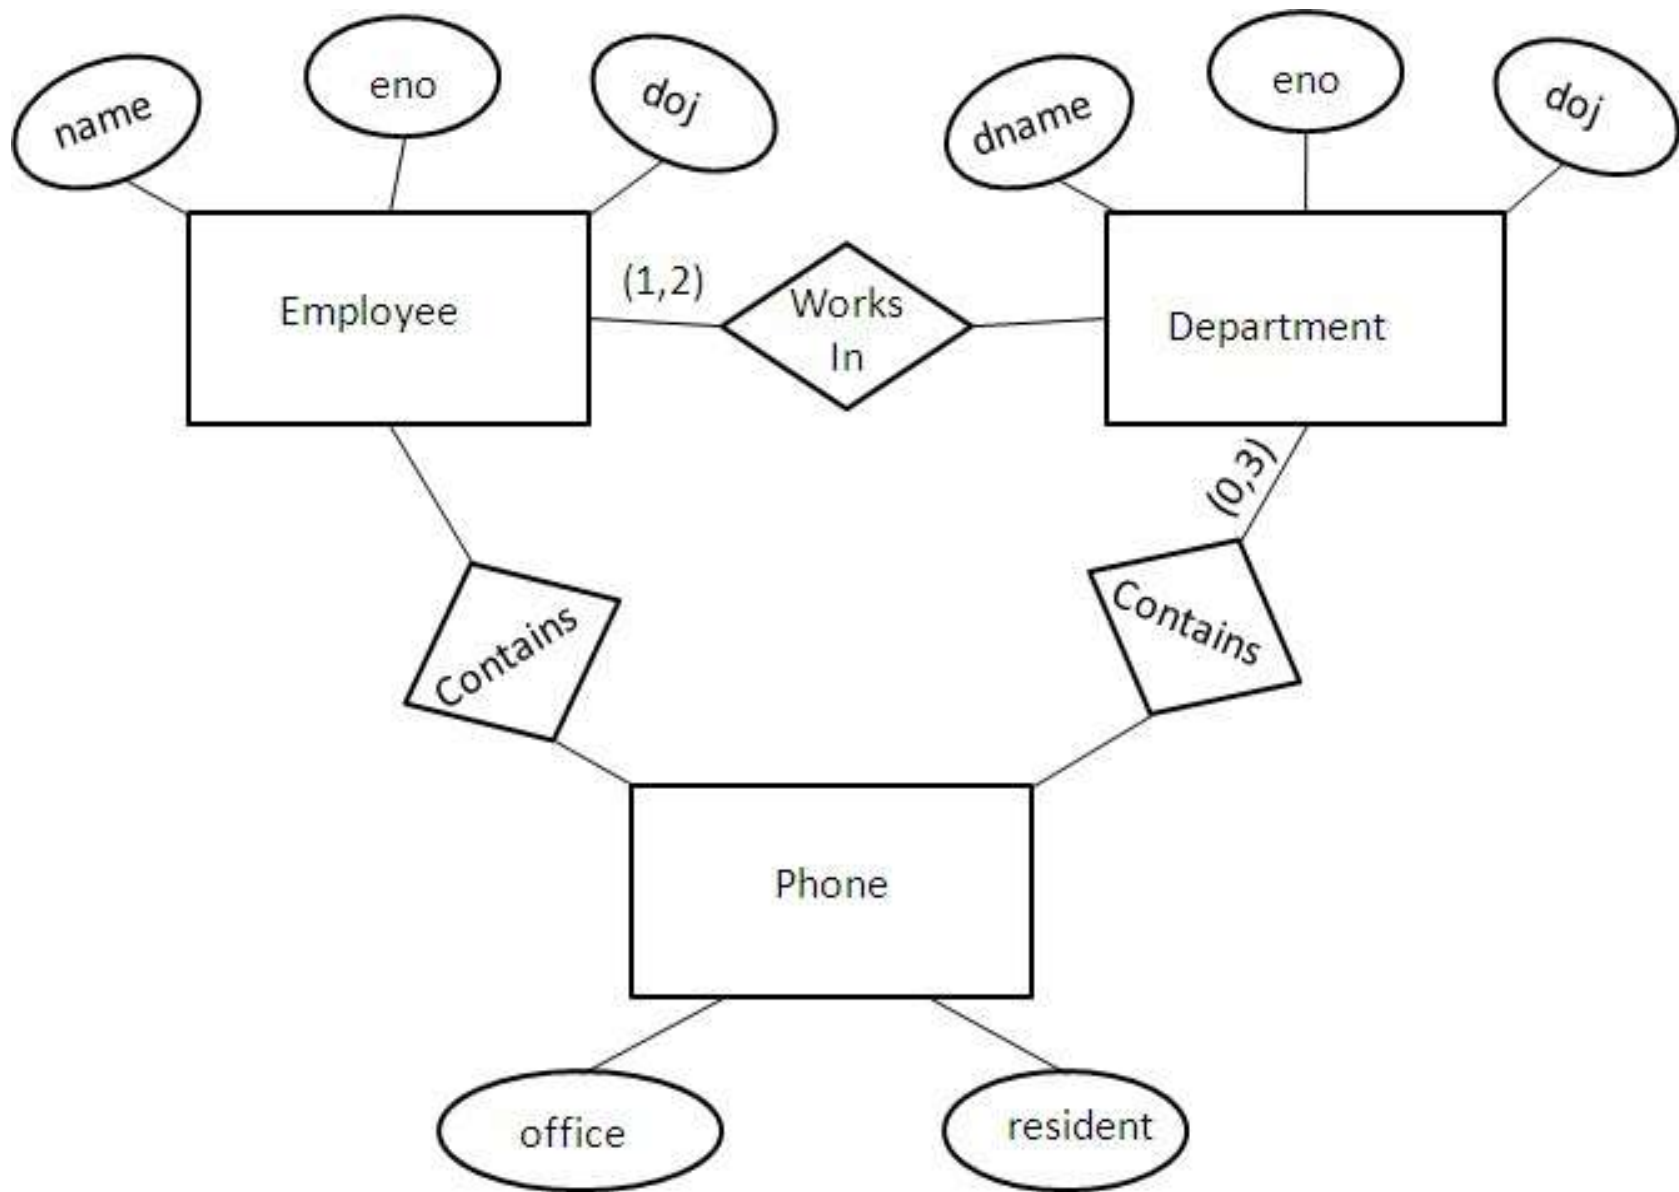 name
eno
doj
dname
eno
doj
Employee
(1,2)
Works
In
Department
(0,3)
Contains
Contains
Phone
office
resident